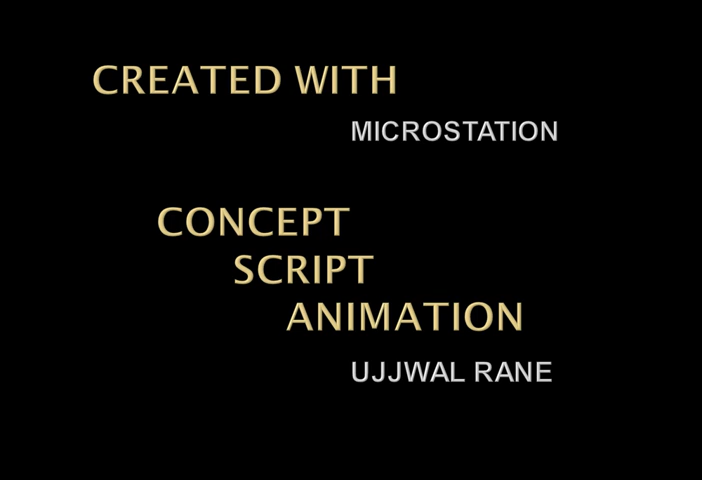 CREATED WITH
MICROSTATION
CONCEPT
SCRIPT
ANIMATION
UJJWAL RANE